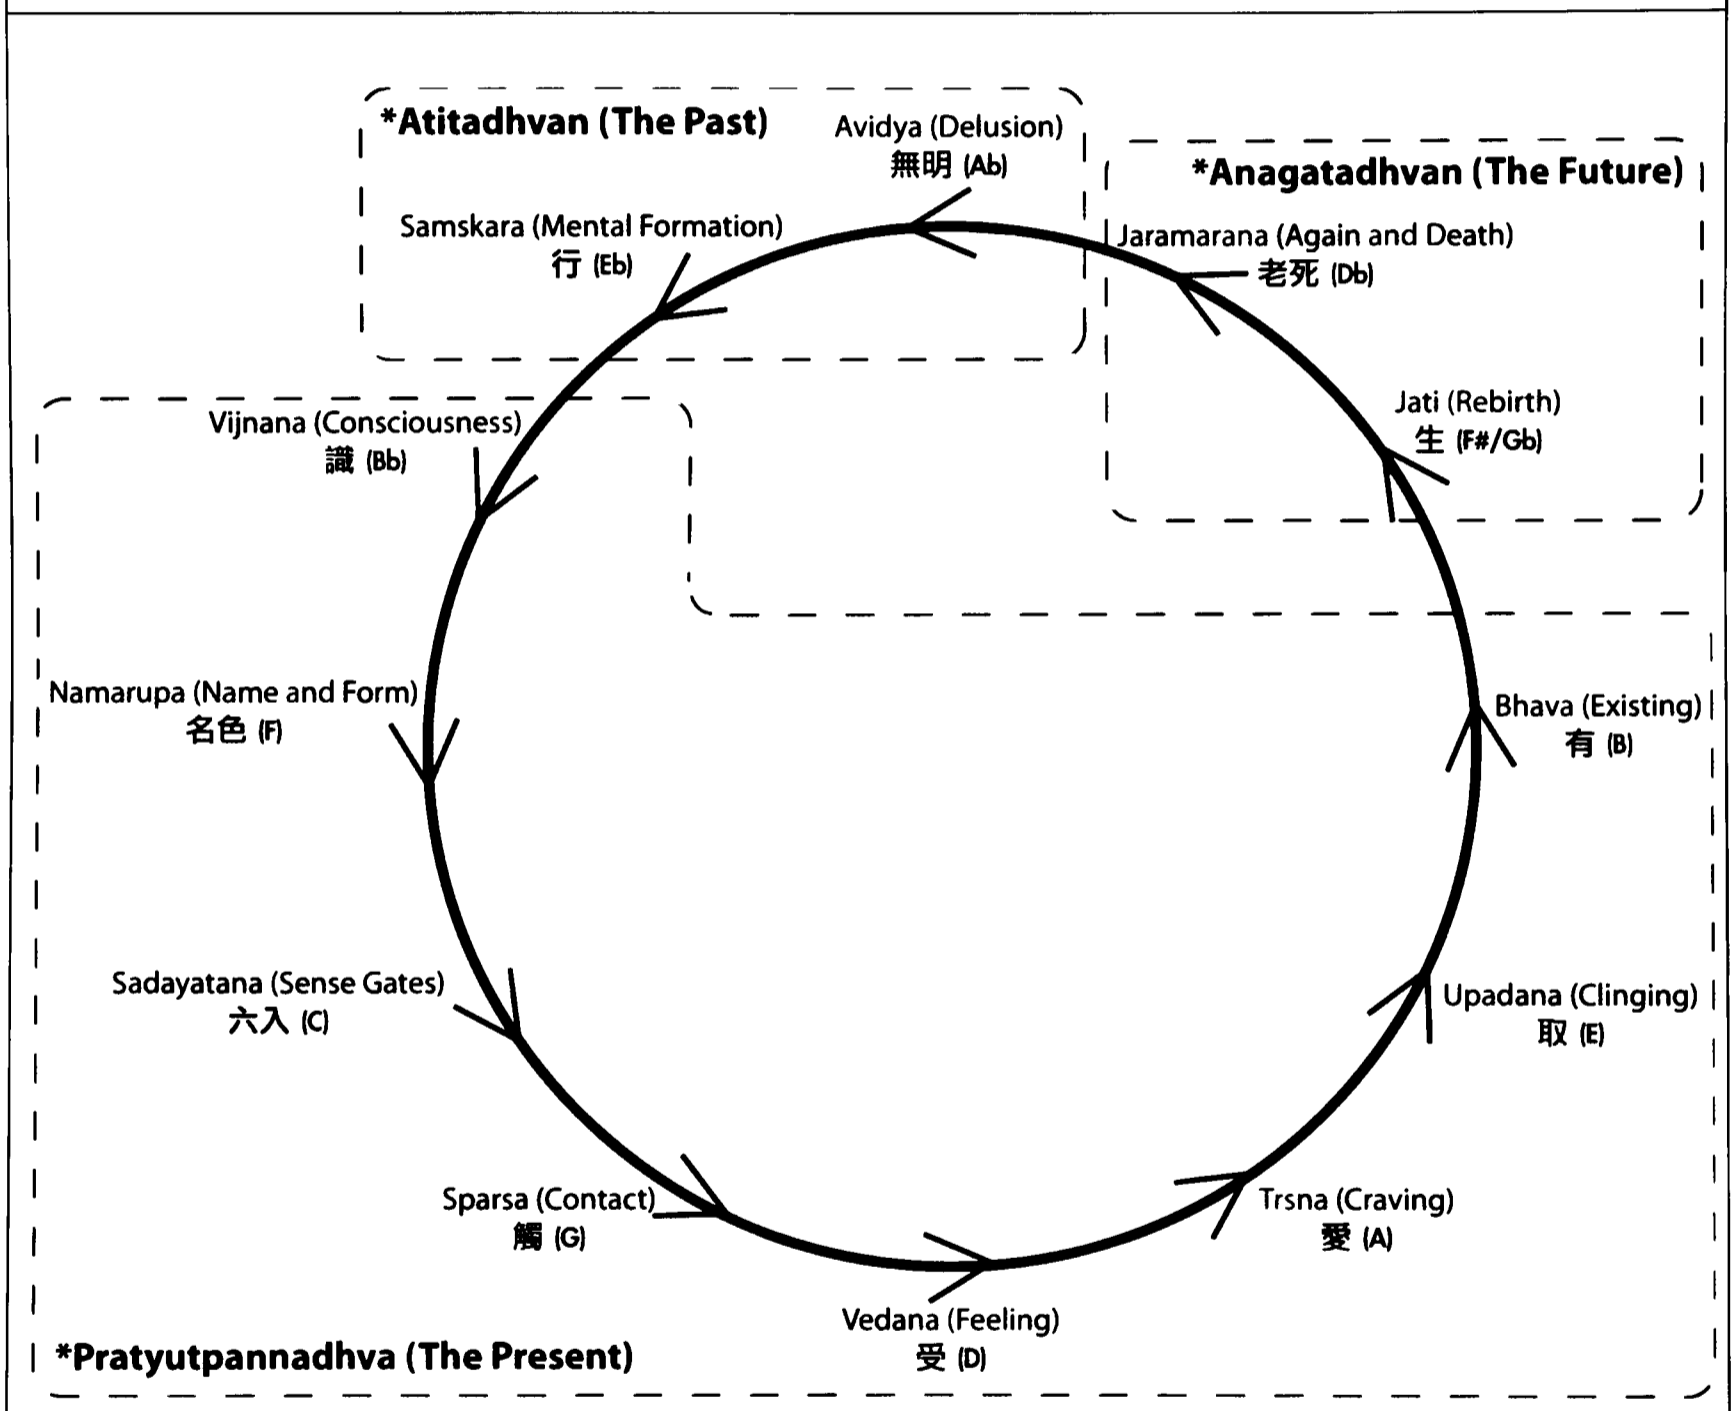 *Atitadhvan (The Past)
Avidya (Delusion)
無明 (Ab)
*Anagatadhvan (The Future)
Samskara (Mental Formation)
行 (Eb)
Jaramarana (Again and Death)
老死 (Db)
Vijnana (Consciousness)
識 (Bb)
Jati (Rebirth)
生 (F#/Gb)
Namarupa (Name and Form)
名色 (F)
Bhava (Existing)
有 (B)
Sadayatana (Sense Gates)
六入 (C)
Upadana (Clinging)
取 (E)
Sparsa (Contact)
觸 (G)
Trsna (Craving)
愛 (A)
Vedana (Feeling)
受 (D)
*Pratyutpannadhva (The Present)